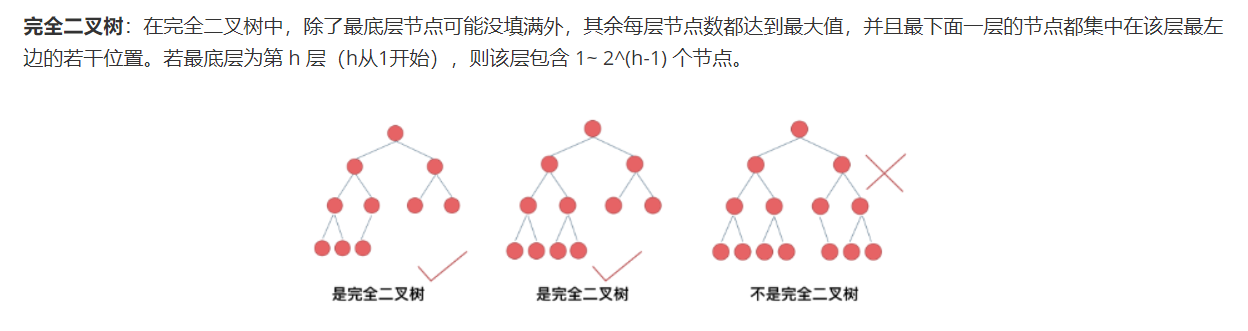 完全二叉树：在完全二叉树中，除了最底层节点可能没填满外，其余每层节点数都达到最大值，并且最下面一层的节点都集中在该层最左
边的若干位置。若最底层为第 h 层（h从1开始），则该层包含 1~ 2^(h-1) 个节点。
是完全二叉树
是完全二叉树
不是完全二叉树